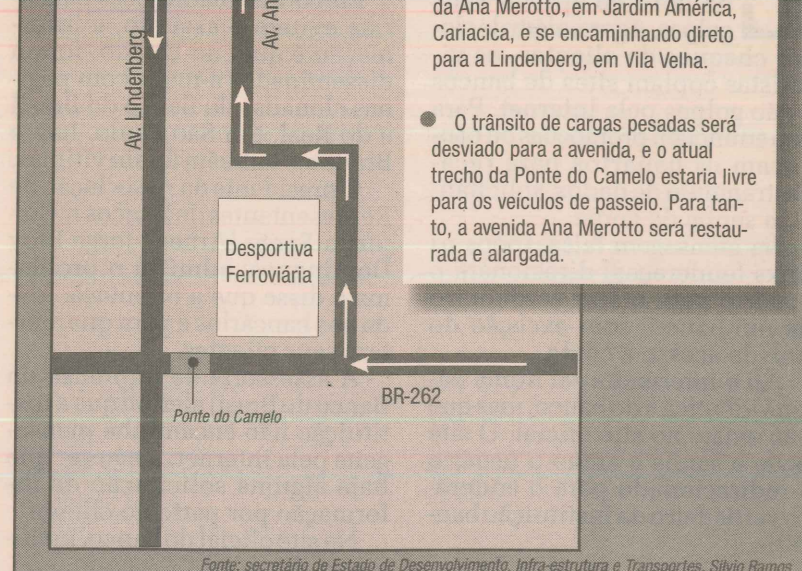 Av. Lindenberg
Av. An
da Ana Merotto, em Jardim América,
Cariacica, e se encaminhando direto
para a Lindenberg, em Vila Velha.
● O trânsito de cargas pesadas será
desviado para a avenida, e o atual
trecho da Ponte do Camelo estaria livre
para os veículos de passeio. Para tan-
to, a avenida Ana Merotto será restau-
rada e alargada.
Desportiva
Ferroviária
BR-262
Ponte do Camelo
Fonte: secretário de Estado de Desenvolvimento, Infra-estrutura e Transportes, Silvio Ramos